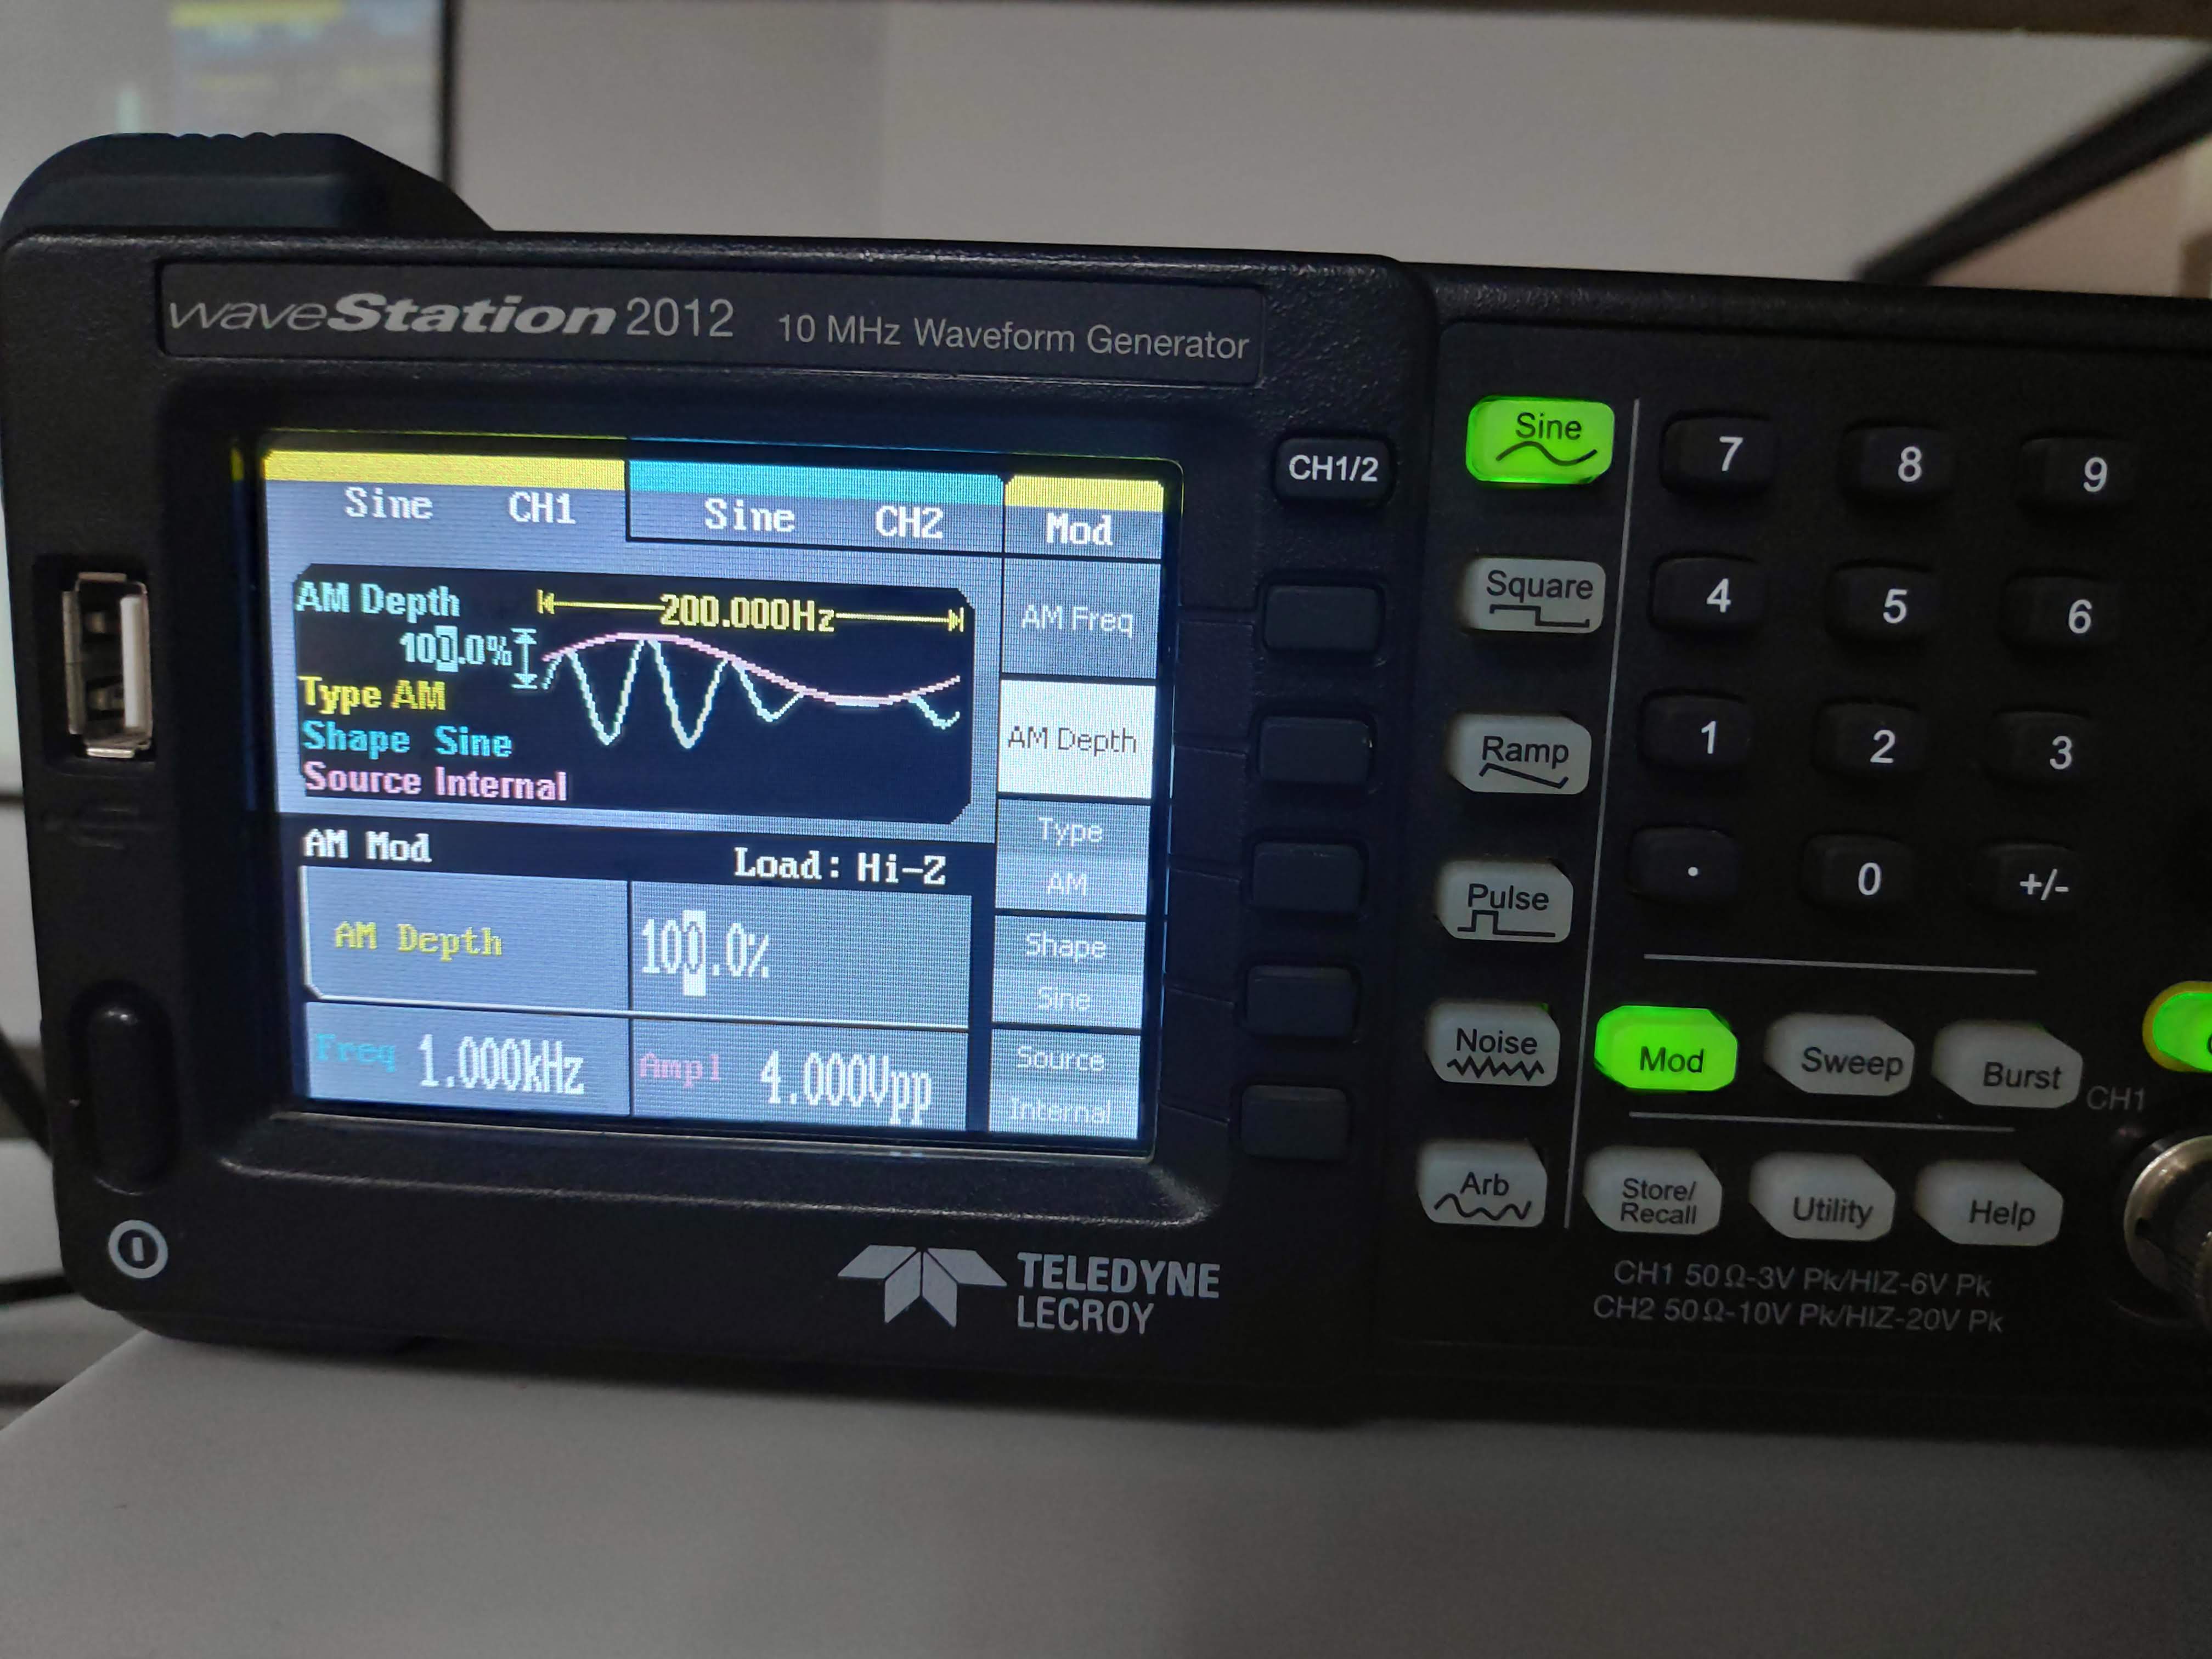 waveStation 2012 10 MHz Waveform Generator
Sine CH1
Sine CH2
Mod
AM Depth
200.000Hz
100.0%
Type AM
Shape Sine
Source Internal
AM Mod
Load: Hi-Z
AM Depth
100.0%
Freq 1.000kHz
Ampl 4.000Vpp
AM Freq
AM Depth
Type
AM
Shape
Sine
Source
Internal
CH1/2
Sine
Square
Ramp
Pulse
Noise
Arb
7 8 9
4 5 6
1 2 3
. 0 +/-
Mod Sweep Burst
CH1
Store/
Recall
Utility
Help
CH1 50Ω-3V Pk/HIZ-6V Pk
CH2 50Ω-10V Pk/HIZ-20V Pk
TELEDYNE
LECROY